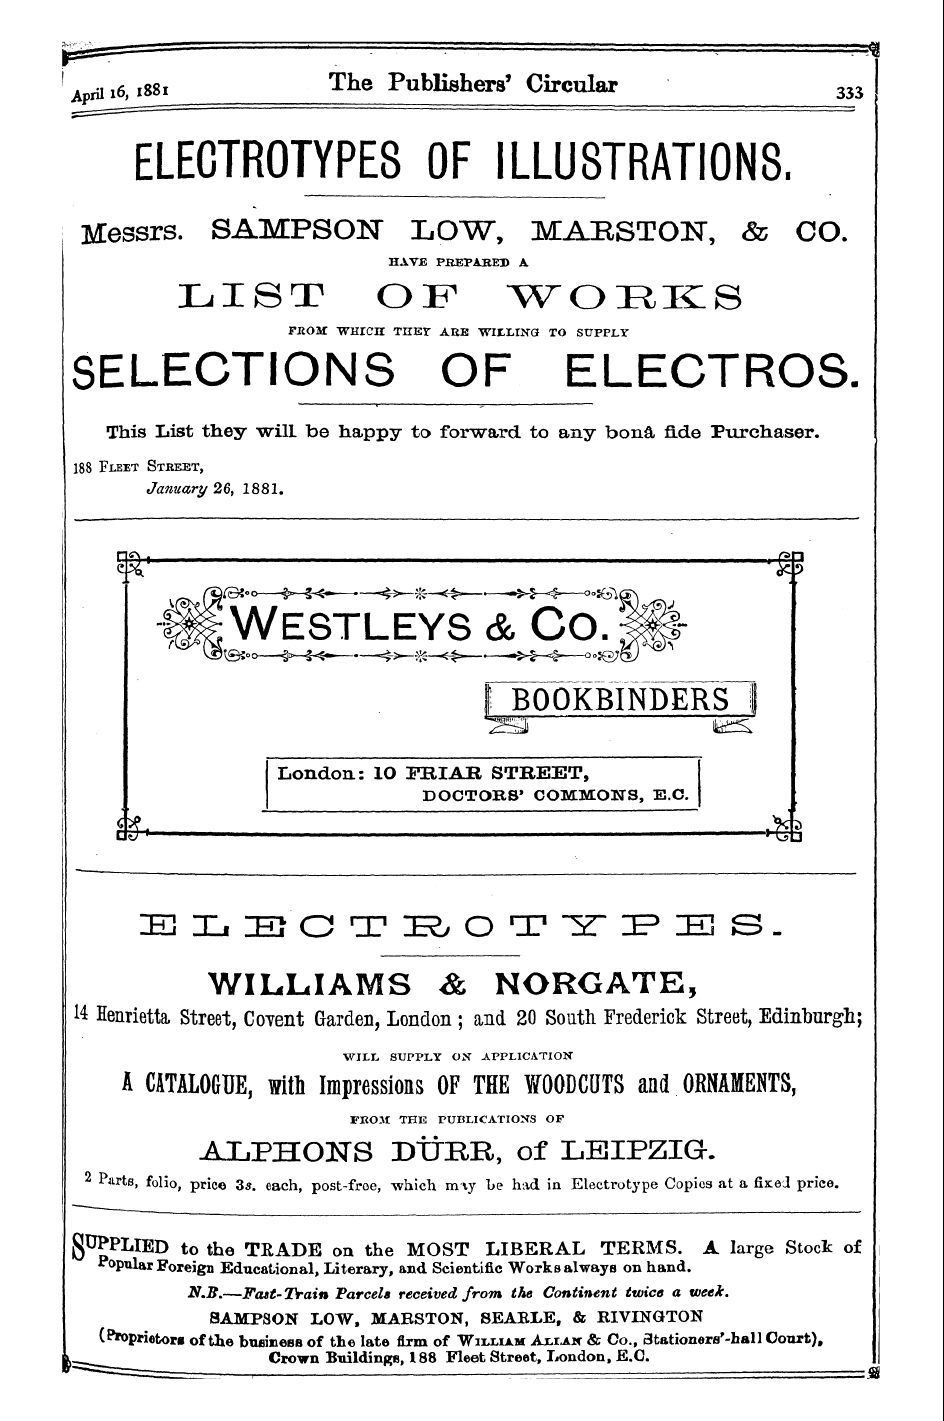 April 16, 1881 The Publishers' Circular 333
ELECTROTYPES OF ILLUSTRATIONS.
Messrs. SAMPSON LOW, MARSTON, & CO.
HAVE PREPARED A
LIST OF WORKS
FROM WHICH THEY ARE WILLING TO SUPPLY
SELECTIONS OF ELECTROS.
This List they will be happy to forward to any bonâ fide Purchaser.
188 FLEET STREET,
January 26, 1881.
WESTLEYS & CO.
BOOKBINDERS
London: 10 FRIAR STREET,
DOCTORS' COMMONS, E.C.
ELECTROTYPES.
WILLIAMS & NORGATE,
14 Henrietta Street, Covent Garden, London; and 20 South Frederick Street, Edinburgh;
WILL SUPPLY ON APPLICATION
A CATALOGUE, with Impressions OF THE WOODCUTS and ORNAMENTS,
FROM THE PUBLICATIONS OF
ALPHONS DÜRR, of LEIPZIG.
2 Parts, folio, price 3s. each, post-free, which may be had in Electrotype Copies at a fixed price.
SUPPLIED to the TRADE on the MOST LIBERAL TERMS. A large Stock of
Popular Foreign Educational, Literary, and Scientific Works always on hand.
N.B.—Fast-Train Parcels received from the Continent twice a week.
SAMPSON LOW, MARSTON, SEARLE, & RIVINGTON
(Proprietors of the business of the late firm of WILLIAM ALLAN & Co., Stationers'-hall Court),
Crown Buildings, 188 Fleet Street, London, E.C.